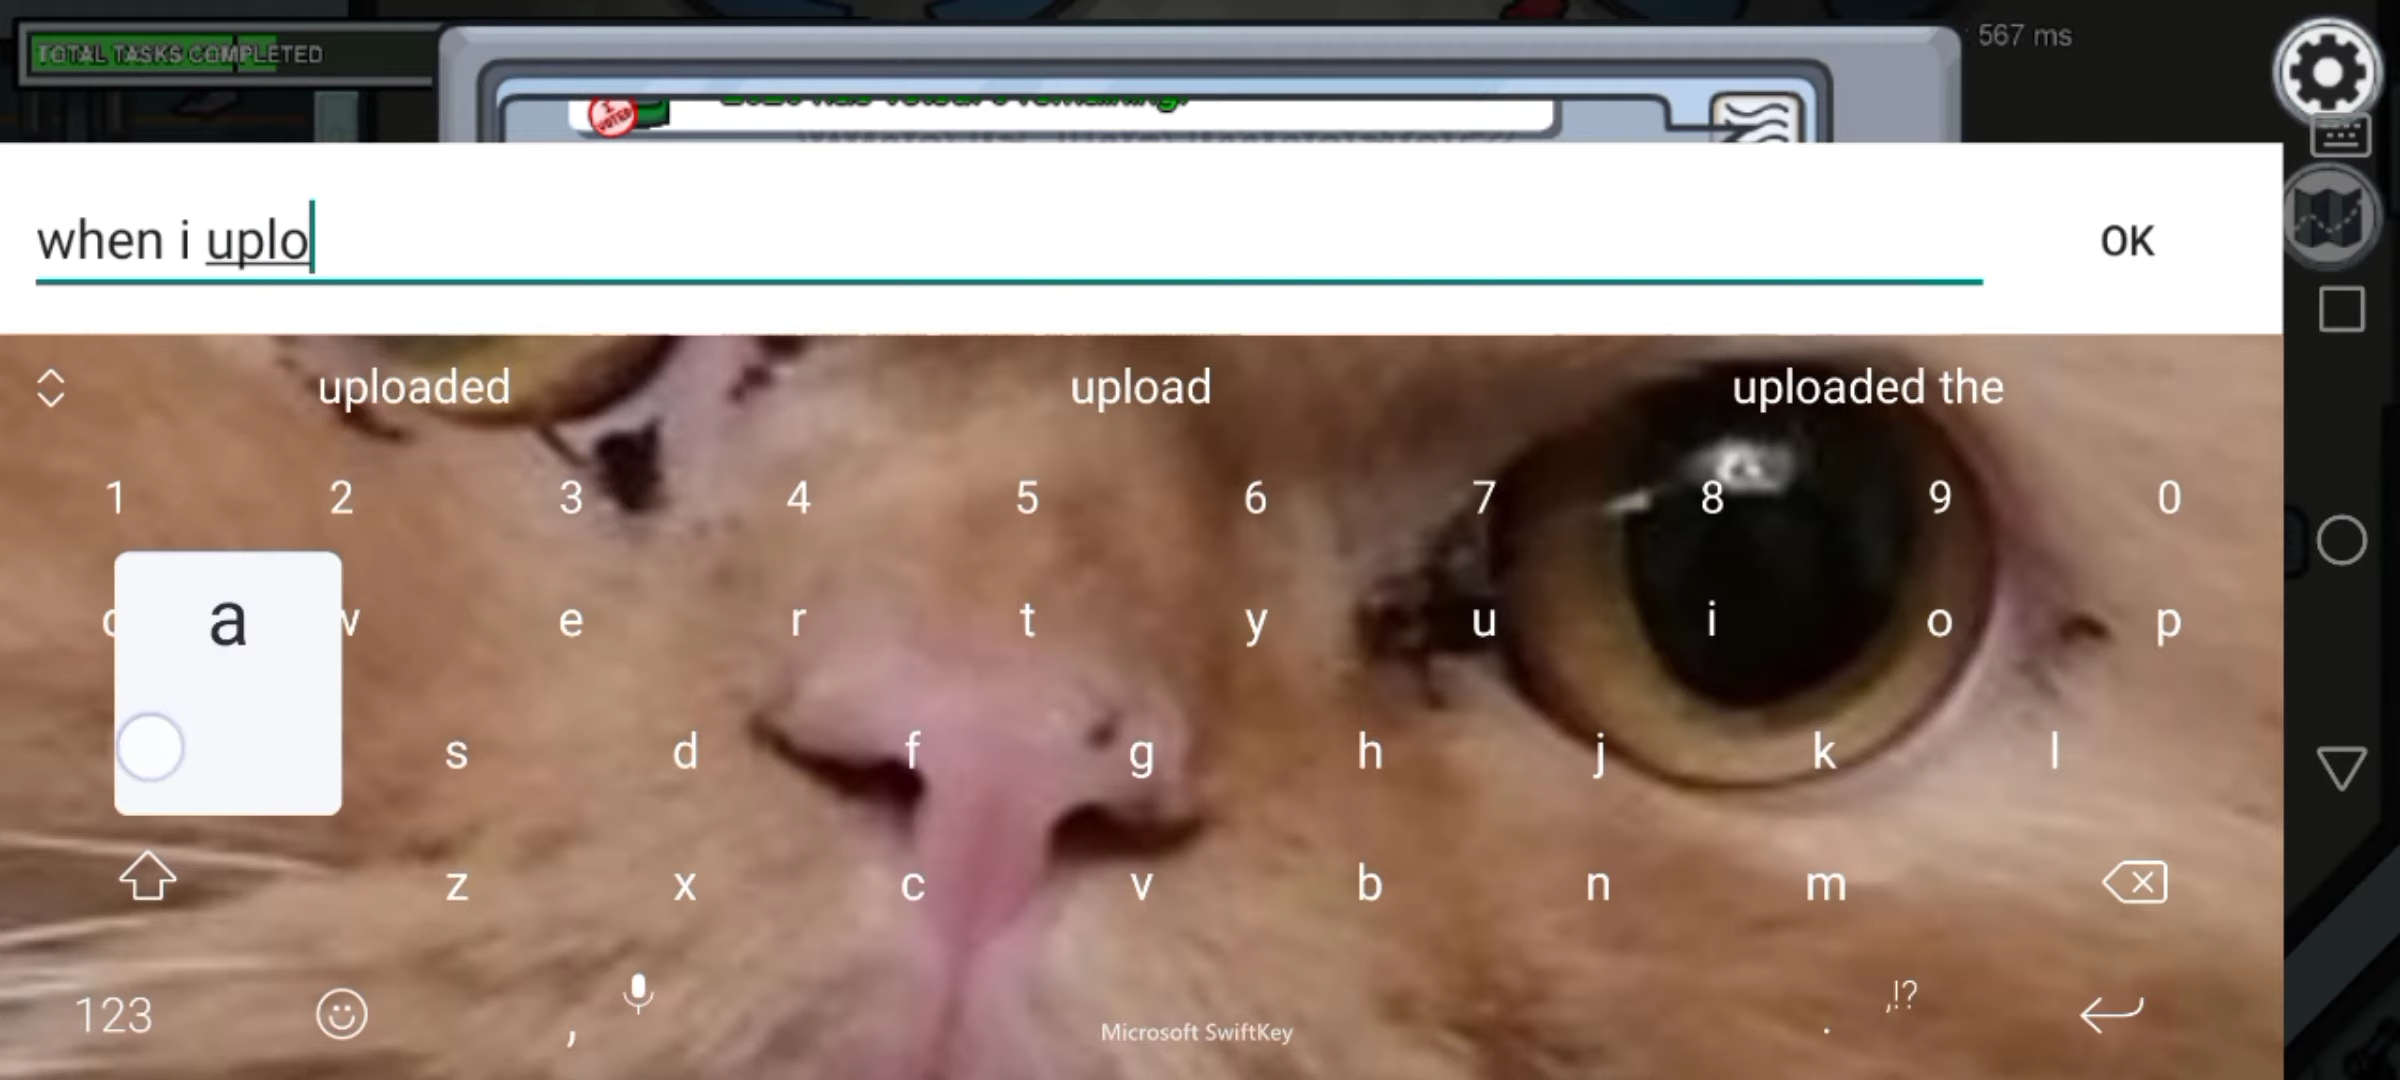 TOTAL TASKS COMPLETED
567 ms
I VOTED
when i uplo
OK
uploaded upload uploaded the
1 2 3 4 5 6 7 8 9 0
a e r t y u i o p
s d f g h j k l
z x c v b n m
123 , ,!? .
Microsoft SwiftKey